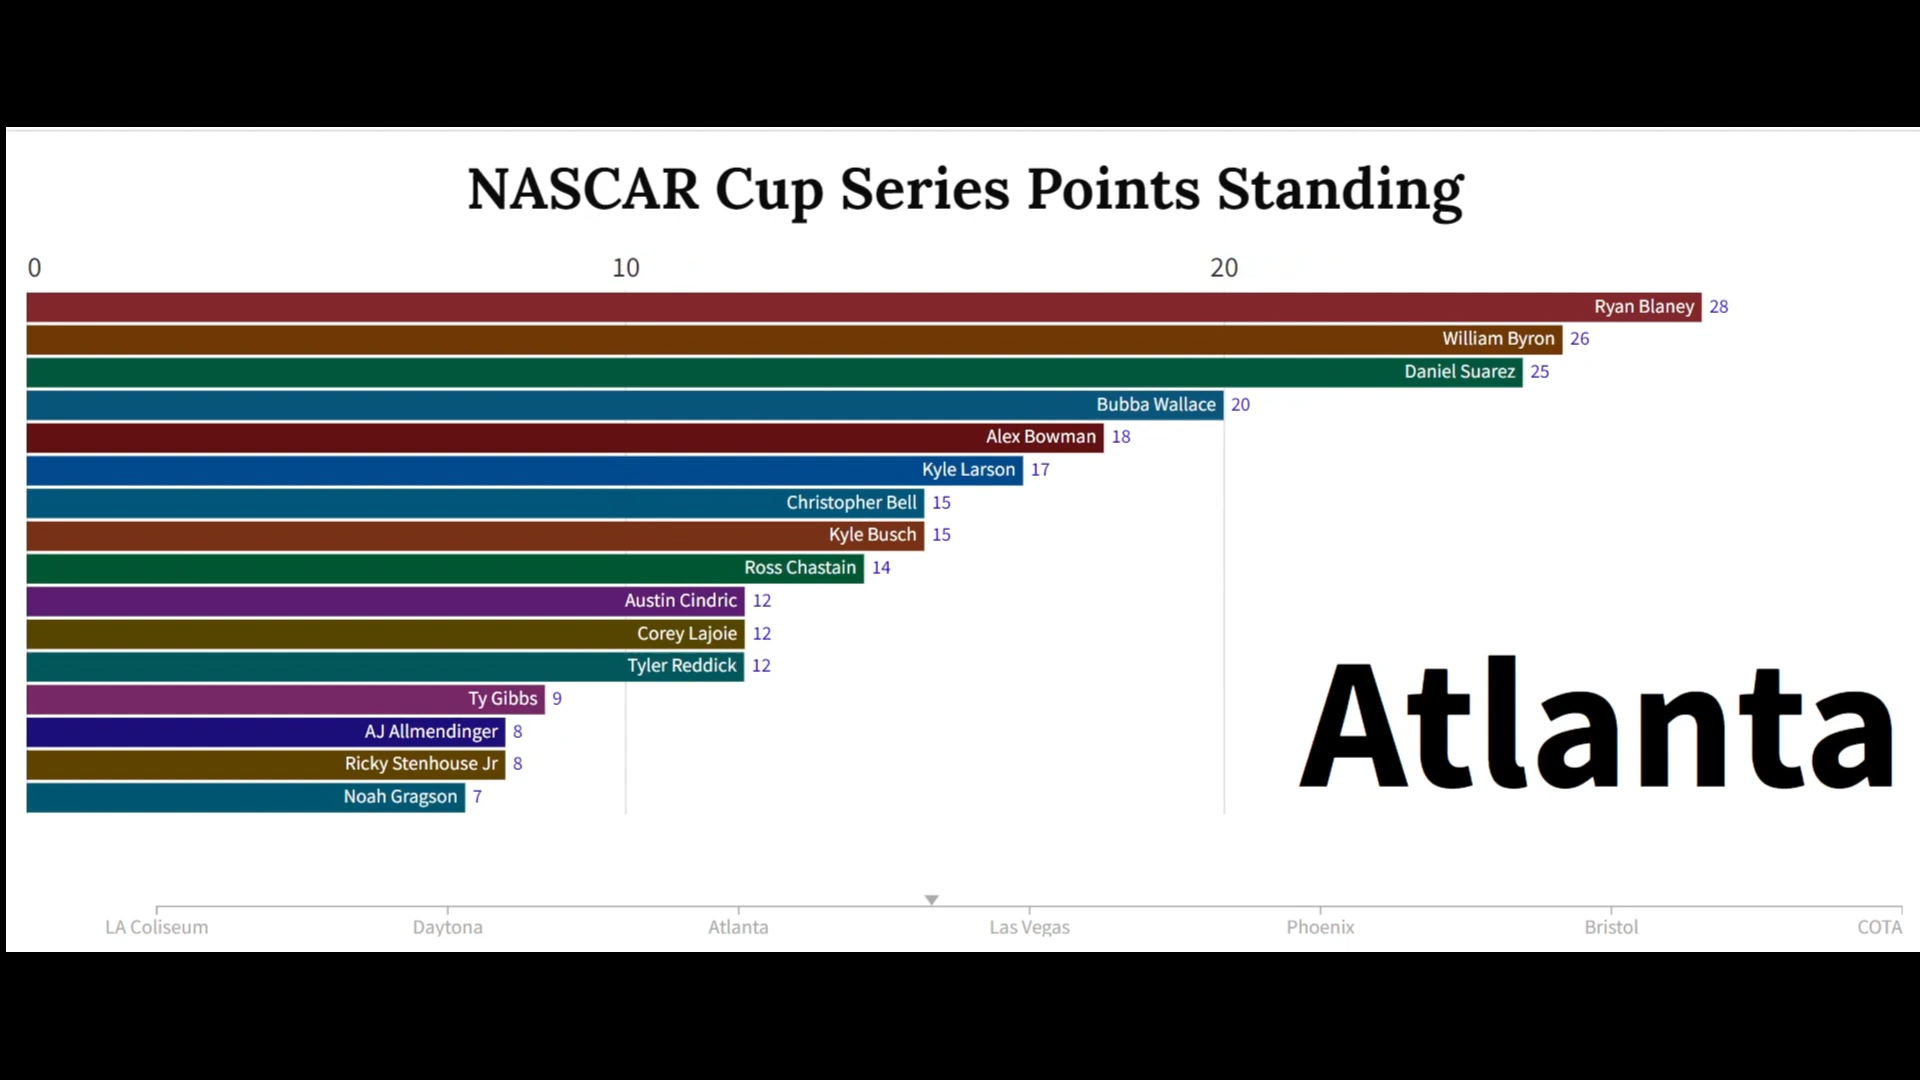 NASCAR Cup Series Points Standing
0 10 20
Ryan Blaney 28
William Byron 26
Daniel Suarez 25
Bubba Wallace 20
Alex Bowman 18
Kyle Larson 17
Christopher Bell 15
Kyle Busch 15
Ross Chastain 14
Austin Cindric 12
Corey Lajoie 12
Tyler Reddick 12
Ty Gibbs 9
AJ Allmendinger 8
Ricky Stenhouse Jr 8
Noah Gragson 7
Atlanta
LA Coliseum Daytona Atlanta Las Vegas Phoenix Bristol COTA